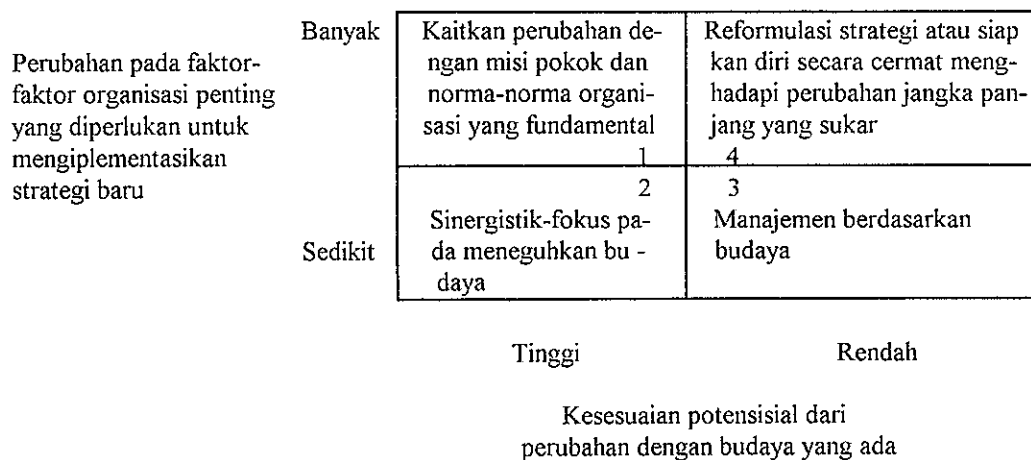 Perubahan pada faktor-
faktor organisasi penting
yang diperlukan untuk
mengiplementasikan
strategi baru
Banyak
Kaitkan perubahan de-
ngan misi pokok dan
norma-norma organi-
sasi yang fundamental
1
Reformulasi strategi atau siap
kan diri secara cermat meng-
hadapi perubahan jangka pan-
jang yang sukar
4
Sedikit
2
Sinergistik-fokus pa-
da meneguhkan bu -
daya
3
Manajemen berdasarkan
budaya
Tinggi
Rendah
Kesesuaian potensisial dari
perubahan dengan budaya yang ada